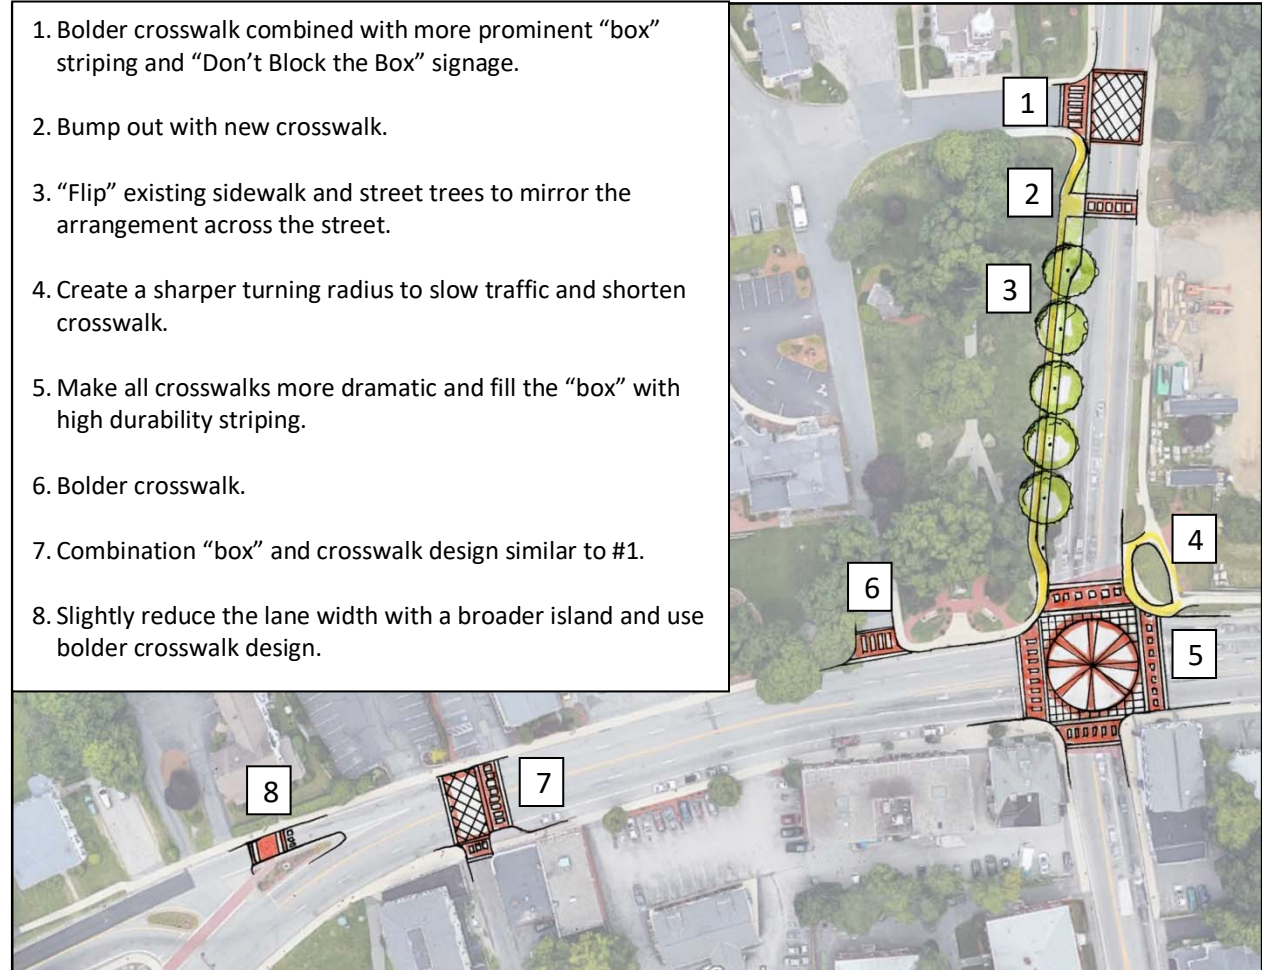 1. Bolder crosswalk combined with more prominent “box”
striping and “Don’t Block the Box” signage.
2. Bump out with new crosswalk.
3. “Flip” existing sidewalk and street trees to mirror the
arrangement across the street.
4. Create a sharper turning radius to slow traffic and shorten
crosswalk.
5. Make all crosswalks more dramatic and fill the “box” with
high durability striping.
6. Bolder crosswalk.
7. Combination “box” and crosswalk design similar to #1.
8. Slightly reduce the lane width with a broader island and use
bolder crosswalk design.
1
2
3
4
6
5
7
8